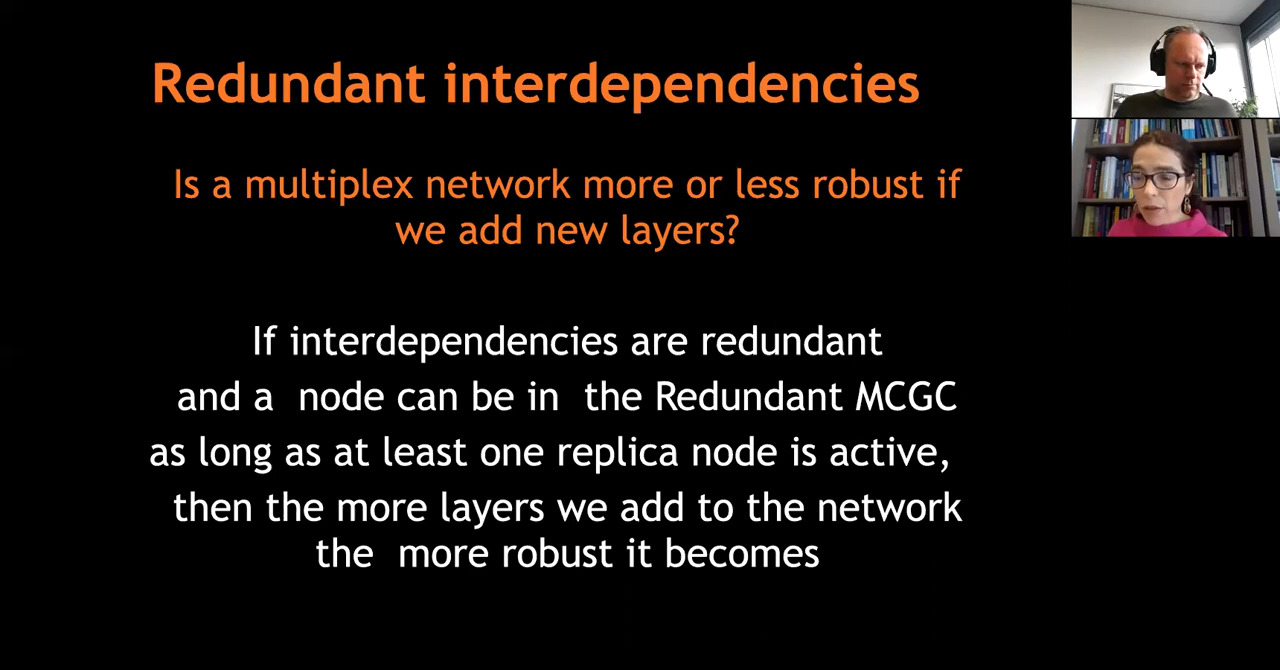 Redundant interdependencies
Is a multiplex network more or less robust if
we add new layers?
If interdependencies are redundant
and a node can be in the Redundant MCGC
as long as at least one replica node is active,
then the more layers we add to the network
the more robust it becomes